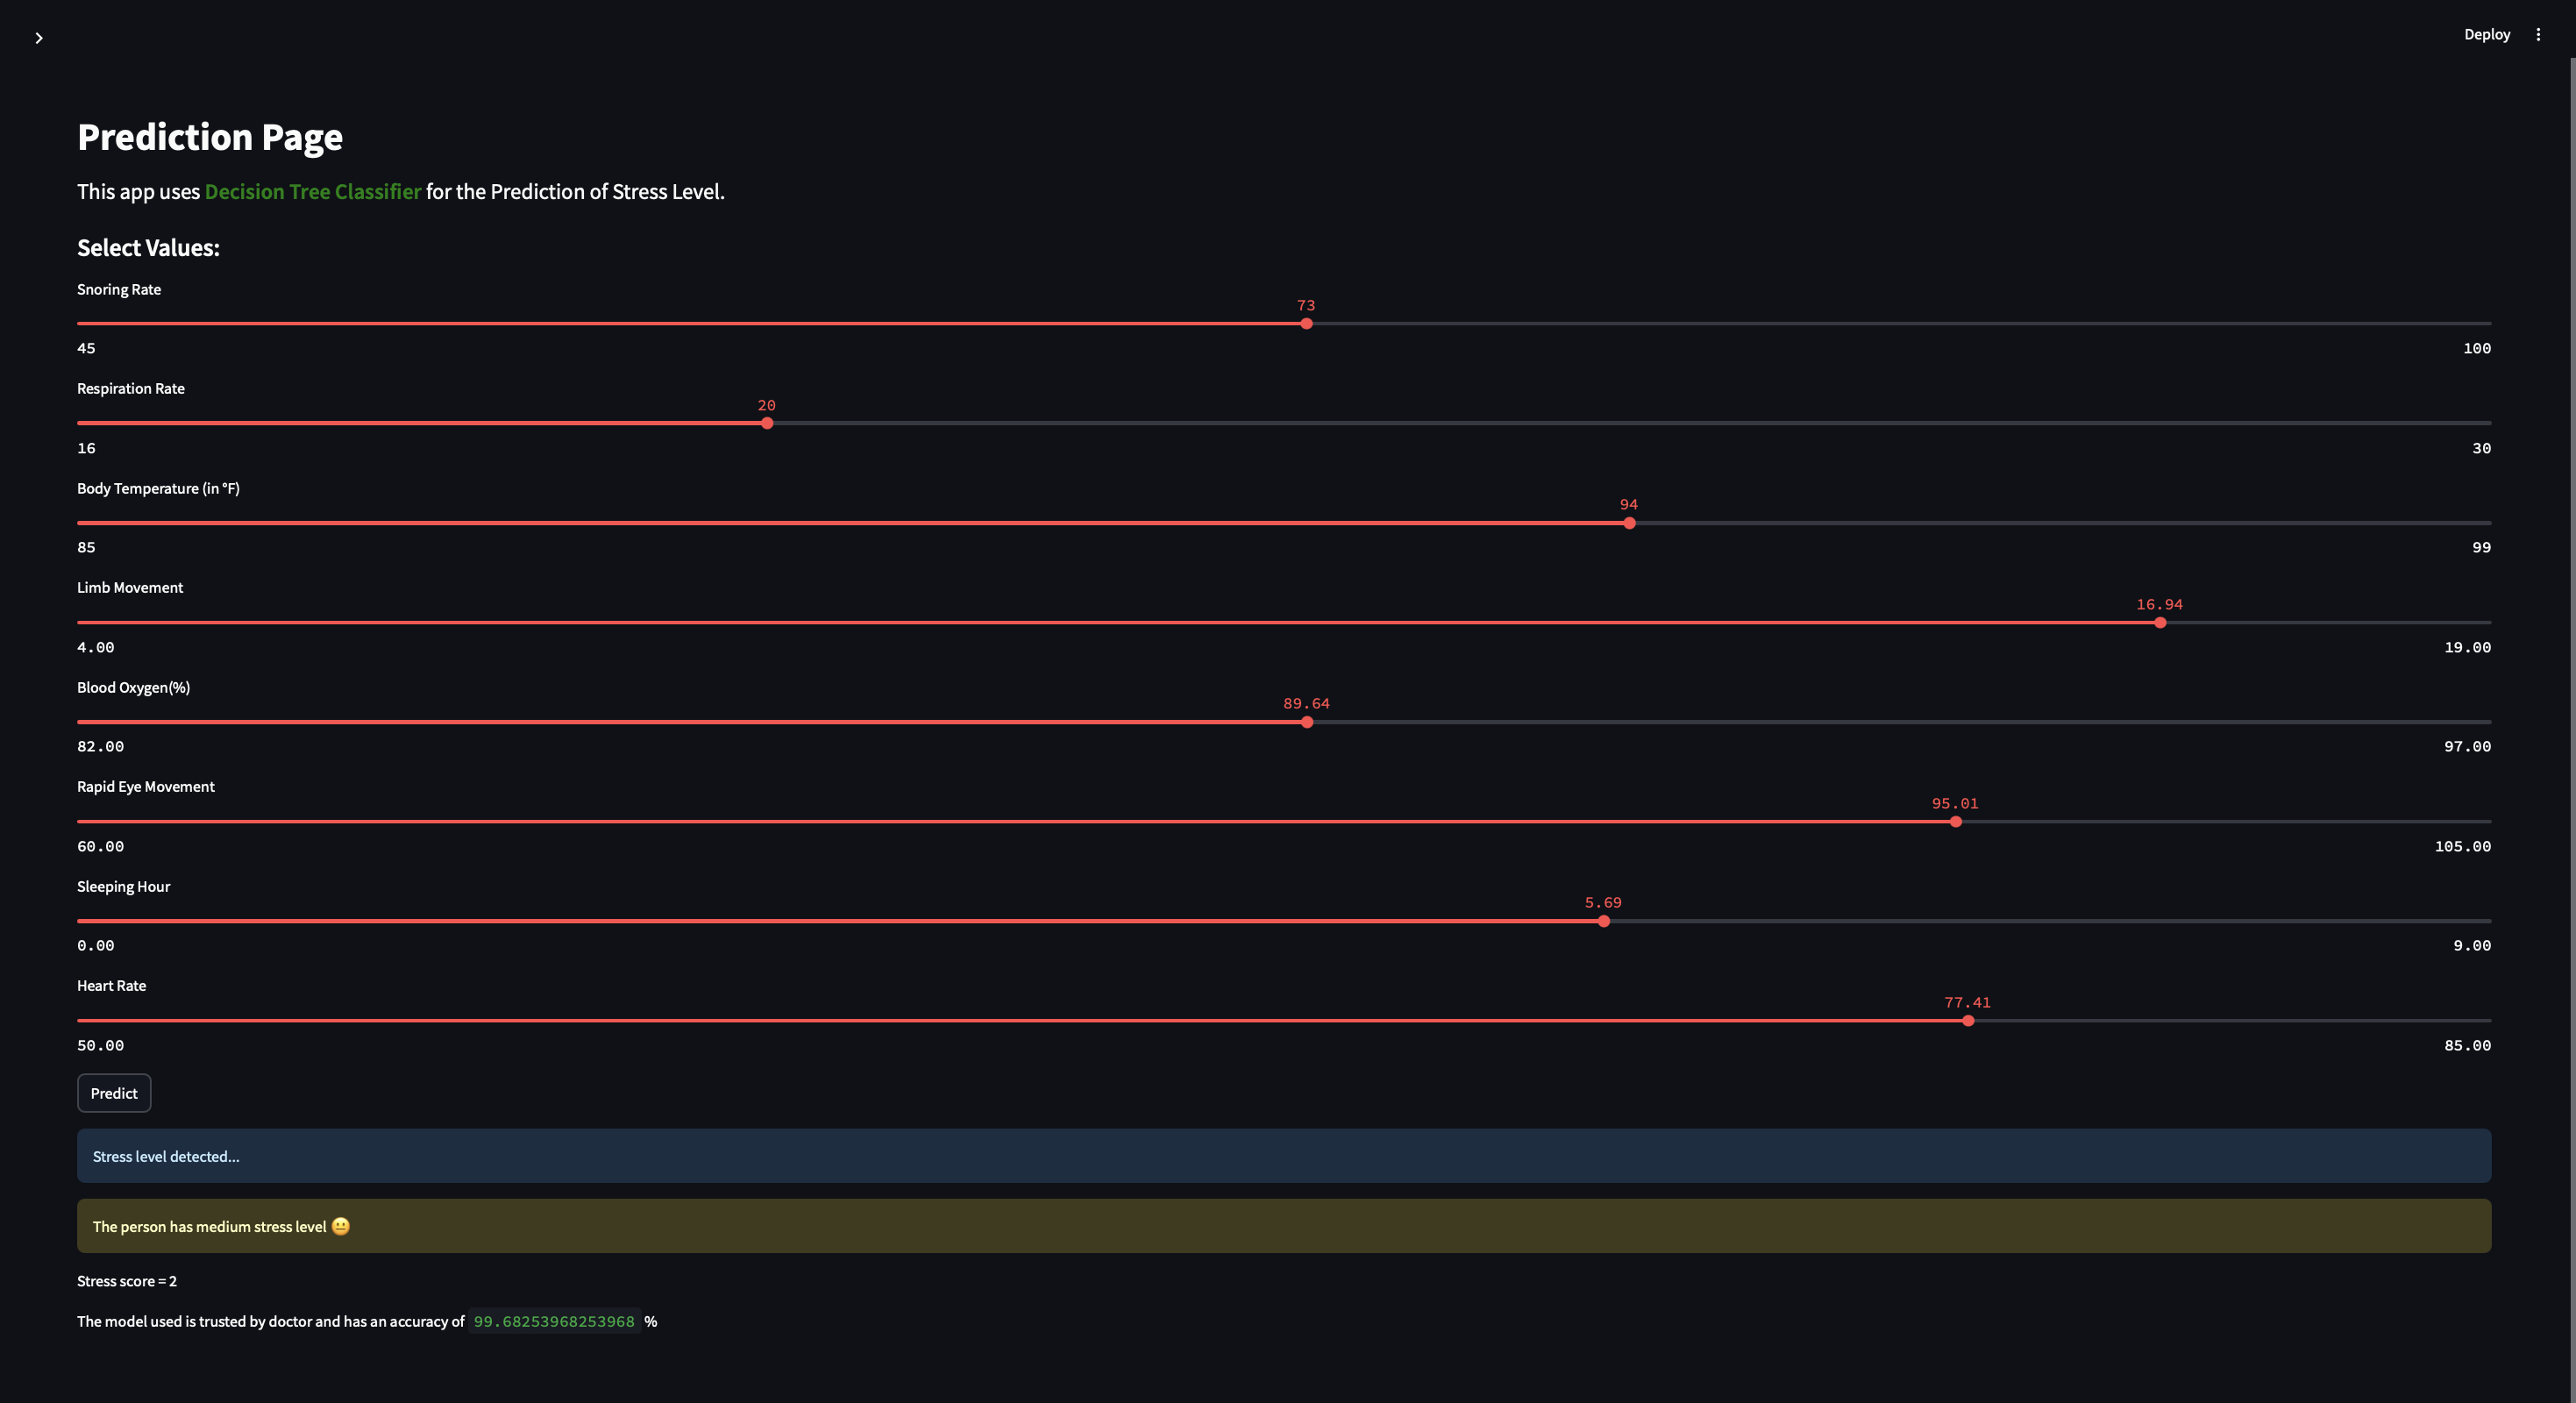 Deploy
Prediction Page
This app uses Decision Tree Classifier for the Prediction of Stress Level.
Select Values:
Snoring Rate
73
45 100
Respiration Rate
20
16 30
Body Temperature (in °F)
94
85 99
Limb Movement
16.94
4.00 19.00
Blood Oxygen(%)
89.64
82.00 97.00
Rapid Eye Movement
95.01
60.00 105.00
Sleeping Hour
5.69
0.00 9.00
Heart Rate
77.41
50.00 85.00
Predict
Stress level detected...
The person has medium stress level 😐
Stress score = 2
The model used is trusted by doctor and has an accuracy of 99.68253968253968 %